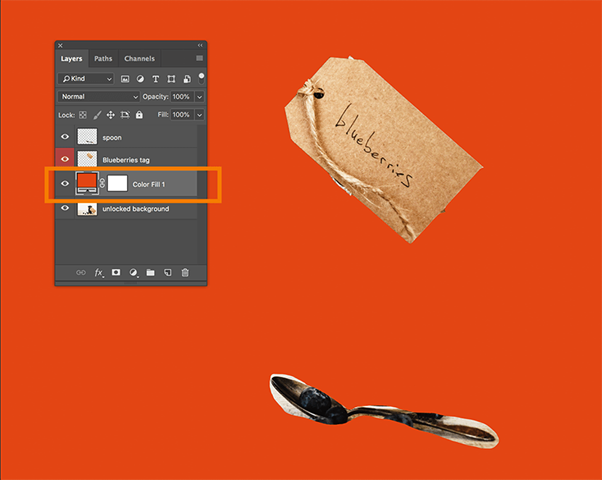 Layers Paths Channels
Kind
Normal Opacity: 100%
Lock: Fill: 100%
spoon
Blueberries tag
Color Fill 1
unlocked background
fx
blueberries